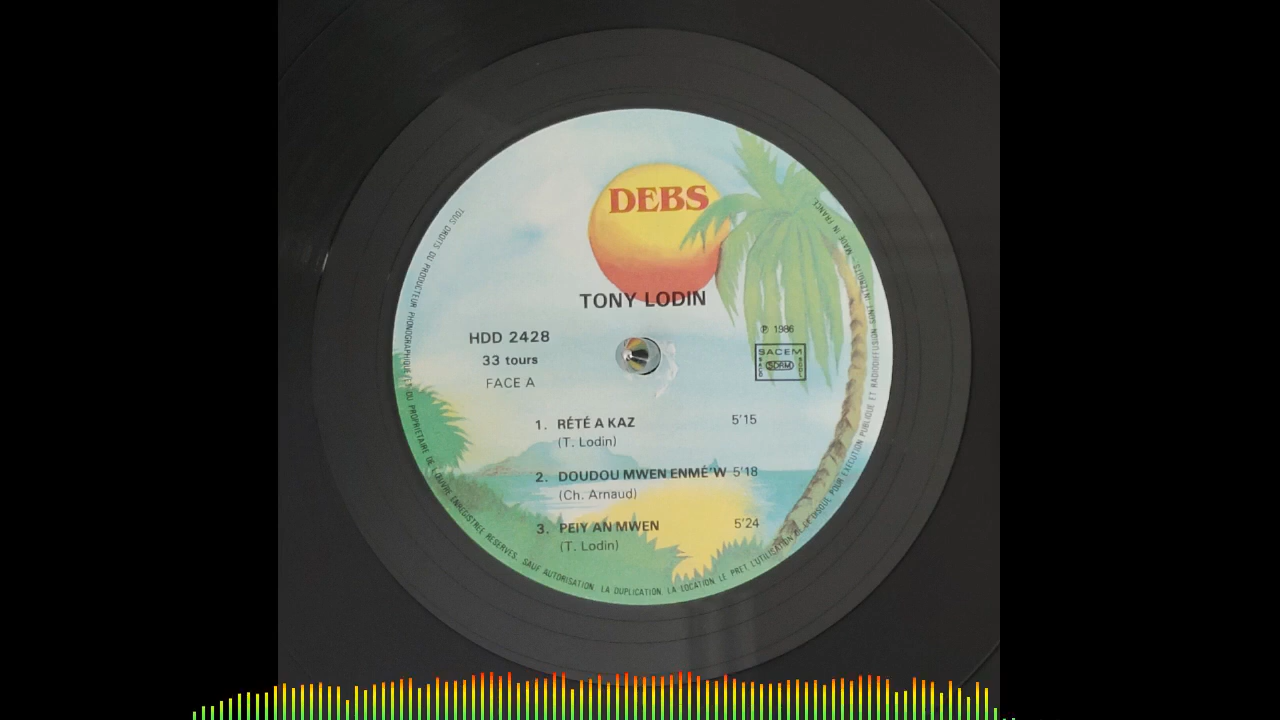 DEBS
TONY LODIN
HDD 2428
33 tours
FACE A
℗ 1986
SACEM
SDRM
1. RÉTÉ A KAZ 5'15
(T. Lodin)
2. DOUDOU MWEN ENMÉ'W 5'18
(Ch. Arnaud)
3. PEIY AN MWEN 5'24
(T. Lodin)
TOUS DROITS DU PRODUCTEUR PHONOGRAPHIQUE ET DU PROPRIETAIRE DE L'OUVRE ENREGISTREE RESERVES. SAUF AUTORISATION LA DUPLICATION LA LOCATION LE PRET L'UTILISATION DE CE DISQUE POUR EXECUTION PUBLIQUE ET RADIODIFFUSION SONT INTERDITS - MADE IN FRANCE